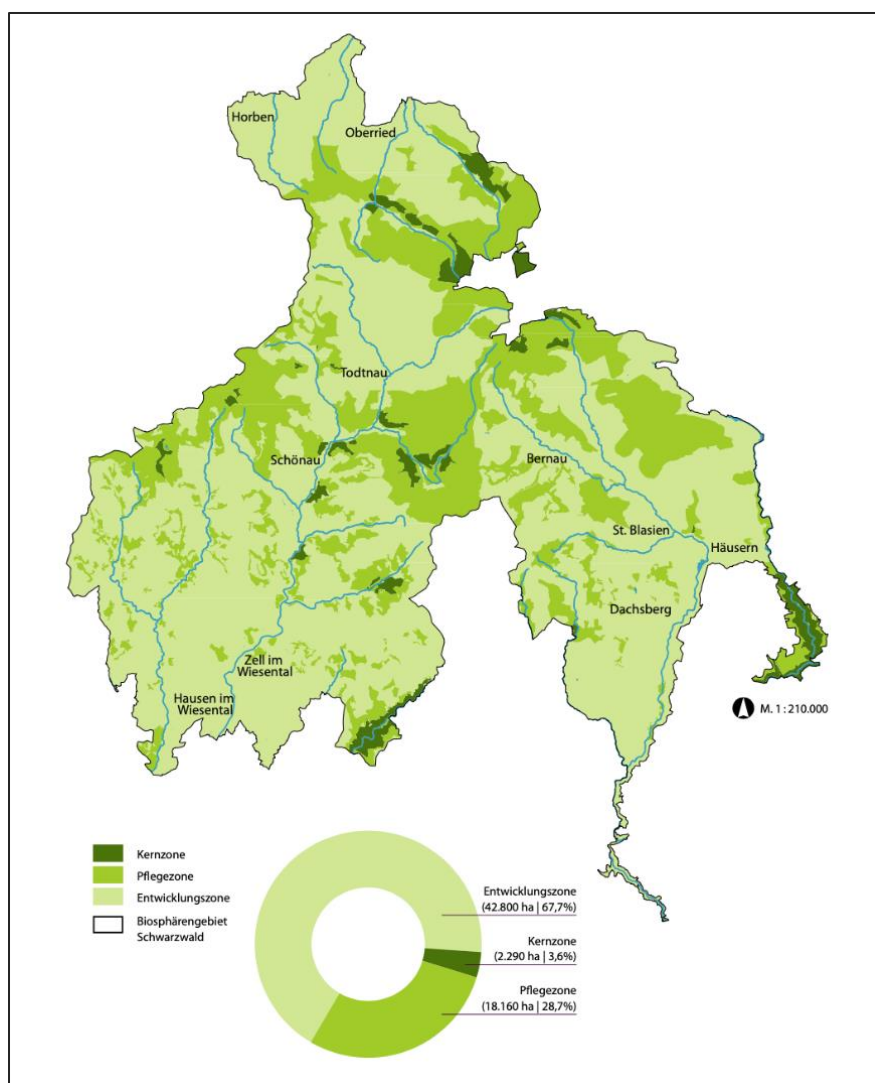 Horben
Oberried
Todtnau
Schönau
Bernau
St. Blasien
Häusern
Dachsberg
Zell im
Wiesental
Hausen im
Wiesental
M. 1 : 210.000
Kernzone
Pflegezone
Entwicklungszone
Biosphärengebiet
Schwarzwald
Entwicklungszone
(42.800 ha | 67,7%)
Kernzone
(2.290 ha | 3,6%)
Pflegezone
(18.160 ha | 28,7%)